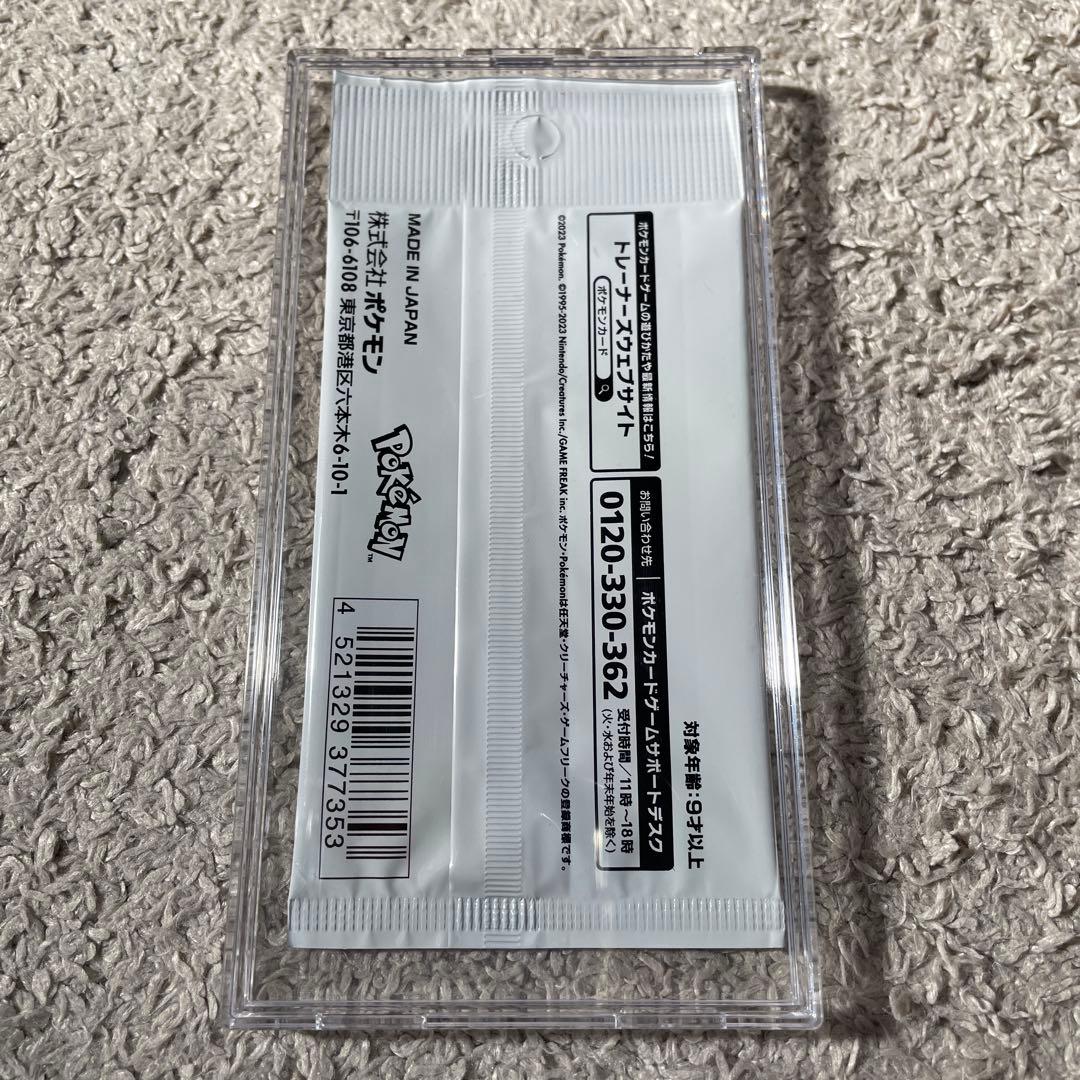 対象年齢：9才以上
ポケモンカードゲームの遊びかたや最新情報はこちら！
トレーナーズウェブサイト
ポケモンカード
お問い合わせ先 | ポケモンカードゲームサポートデスク
0120-330-362 受付時間／11時～18時
(火・水および年末年始を除く)
©2023 Pokémon. ©1995-2023 Nintendo/Creatures Inc./GAME FREAK inc. ポケモン・Pokémonは任天堂・クリーチャーズ・ゲームフリークの登録商標です。
MADE IN JAPAN
株式会社 ポケモン
〒106-6108 東京都港区六本木6-10-1
Pokémon™
4 521329 377353